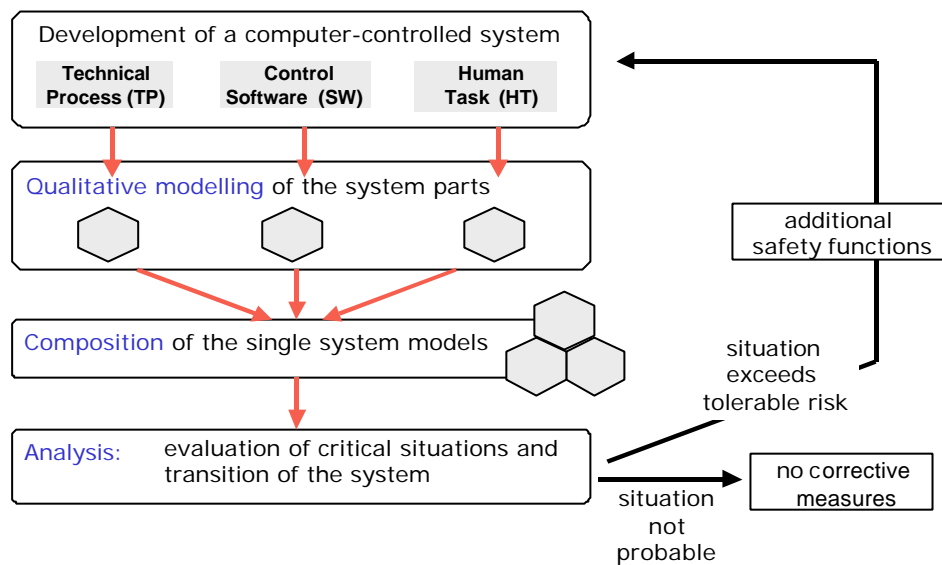 Development of a computer-controlled system
Technical
Process (TP)
Control
Software (SW)
Human
Task (HT)
Qualitative modelling of the system parts
additional
safety functions
Composition of the single system models
situation
exceeds
tolerable risk
Analysis: evaluation of critical situations and
transition of the system
no corrective
measures
situation
not
probable